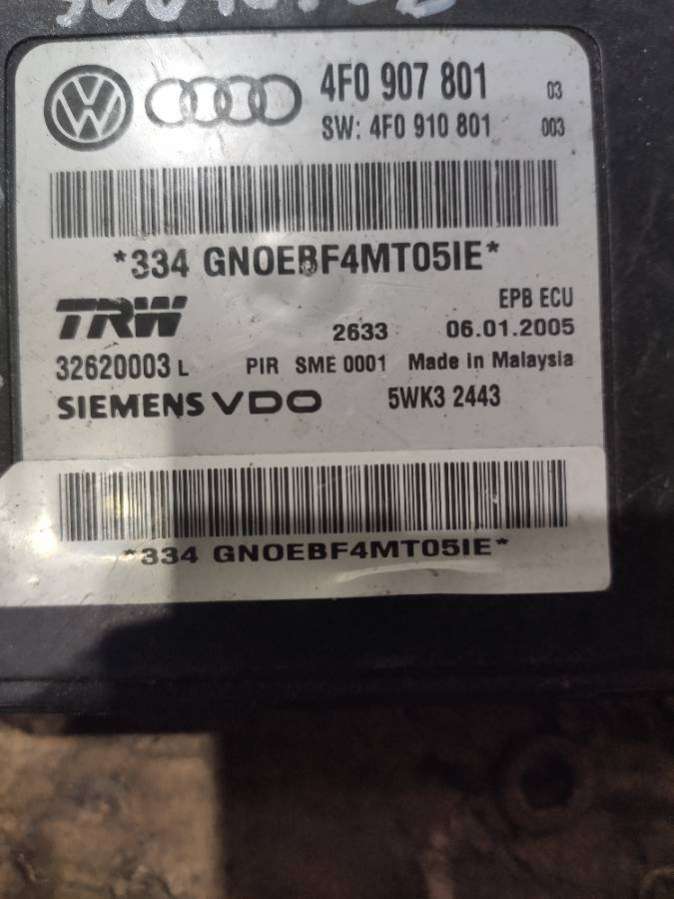 4F0 907 801 03
SW: 4F0 910 801 003
*334 GNOEBF4MT05IE*
TRW EPB ECU
2633 06.01.2005
32620003 L PIR SME 0001 Made in Malaysia
SIEMENS VDO 5WK3 2443
*334 GNOEBF4MT05IE*